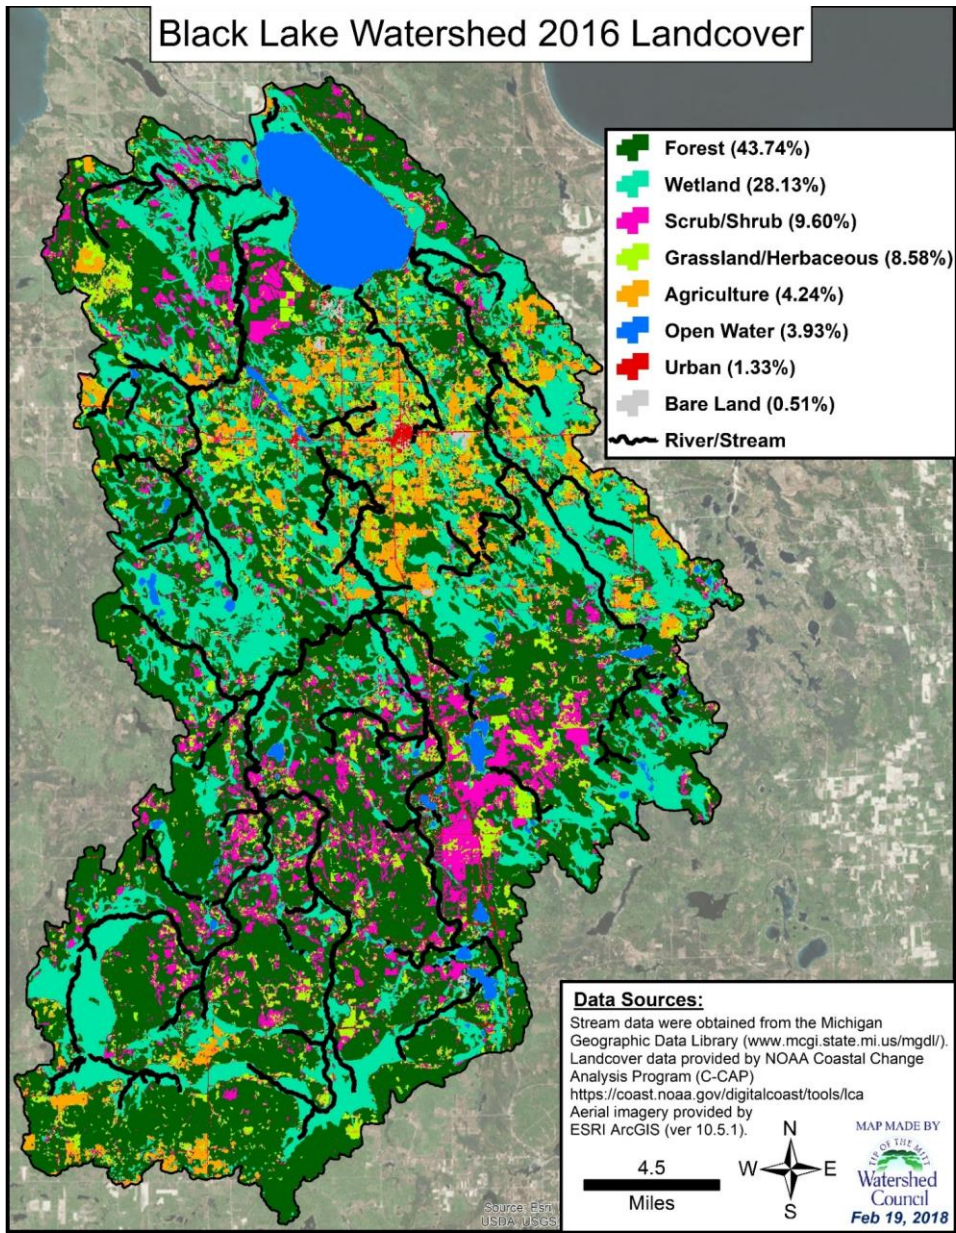 Black Lake Watershed 2016 Landcover
Forest (43.74%)
Wetland (28.13%)
Scrub/Shrub (9.60%)
Grassland/Herbaceous (8.58%)
Agriculture (4.24%)
Open Water (3.93%)
Urban (1.33%)
Bare Land (0.51%)
River/Stream
Data Sources:
Stream data were obtained from the Michigan
Geographic Data Library (www.mcgi.state.mi.us/mgdl/).
Landcover data provided by NOAA Coastal Change
Analysis Program (C-CAP)
https://coast.noaa.gov/digitalcoast/tools/lca
Aerial imagery provided by
ESRI ArcGIS (ver 10.5.1).
4.5
Miles
N
W E
S
MAP MADE BY
TIP OF THE MITT
Watershed
Council
Feb 19, 2018
Source: Esri,
USDA, USGS,